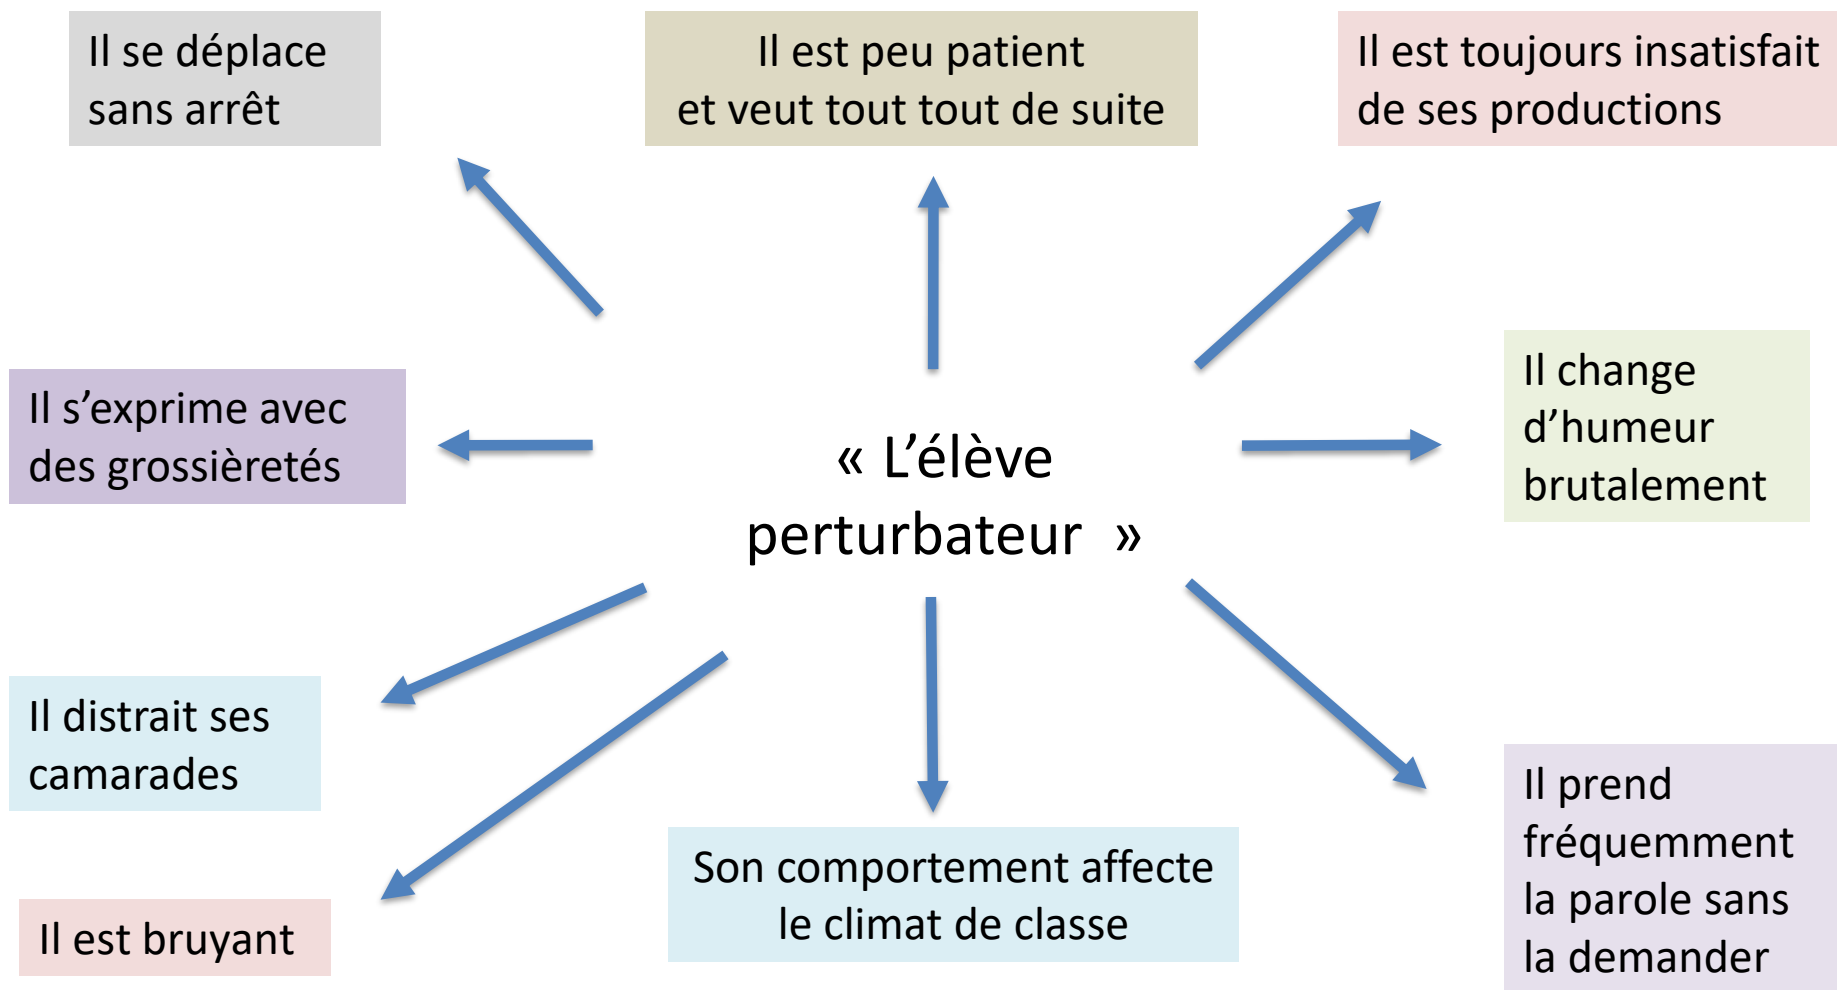 Il se déplace
sans arrêt
Il est peu patient
et veut tout tout de suite
Il est toujours insatisfait
de ses productions
Il s’exprime avec
des grossièretés
« L’élève
perturbateur »
Il change
d’humeur
brutalement
Il distrait ses
camarades
Il est bruyant
Son comportement affecte
le climat de classe
Il prend
fréquemment
la parole sans
la demander